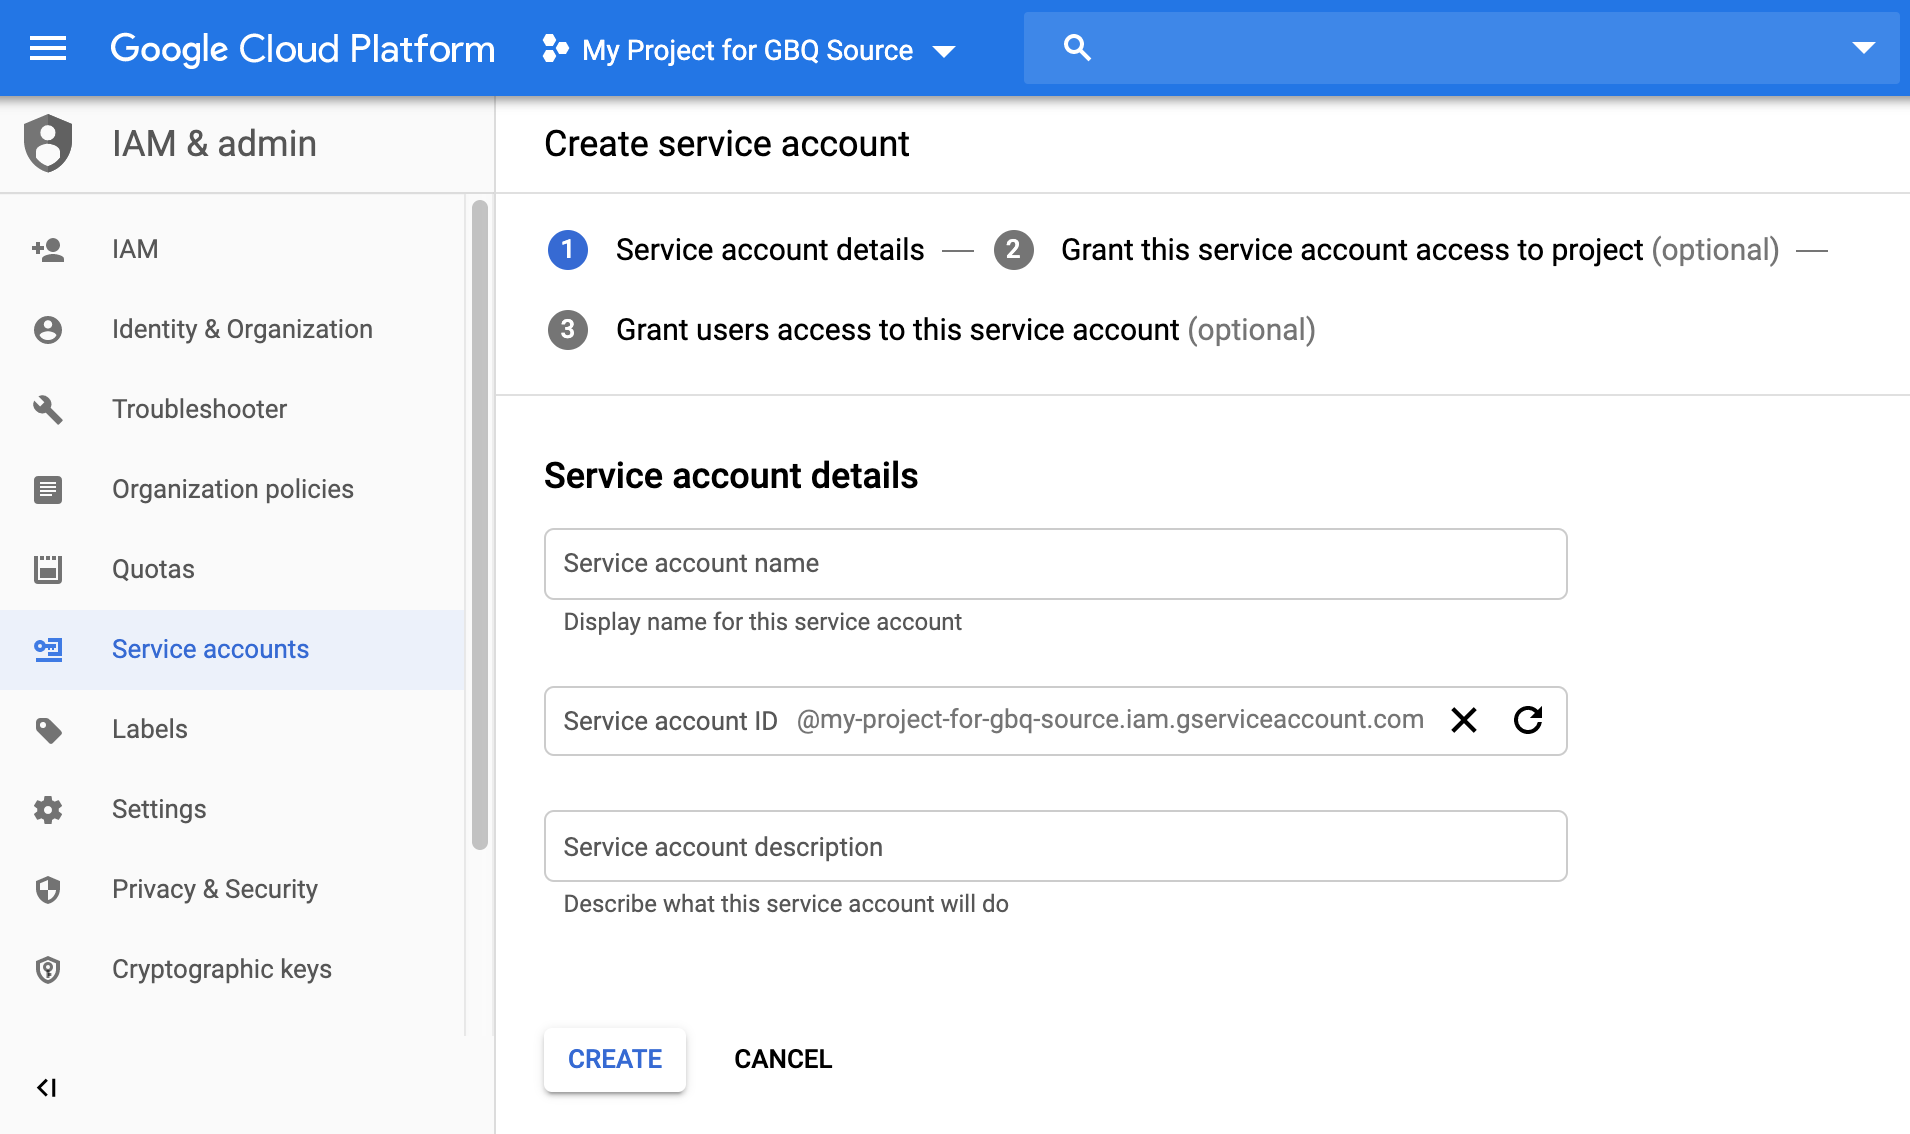 Google Cloud Platform
My Project for GBQ Source
IAM & admin
Create service account
IAM
Identity & Organization
Troubleshooter
Organization policies
Quotas
Service accounts
Labels
Settings
Privacy & Security
Cryptographic keys
1 Service account details — 2 Grant this service account access to project (optional) —
3 Grant users access to this service account (optional)
Service account details
Service account name
Display name for this service account
Service account ID @my-project-for-gbq-source.iam.gserviceaccount.com
Service account description
Describe what this service account will do
CREATE CANCEL